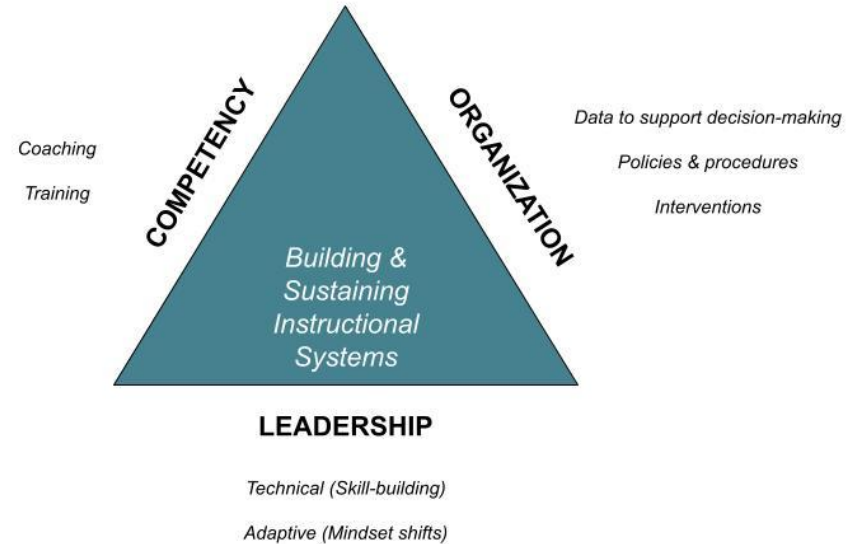 COMPETENCY
Coaching
Training
ORGANIZATION
Data to support decision-making
Policies & procedures
Interventions
Building &
Sustaining
Instructional
Systems
LEADERSHIP
Technical (Skill-building)
Adaptive (Mindset shifts)